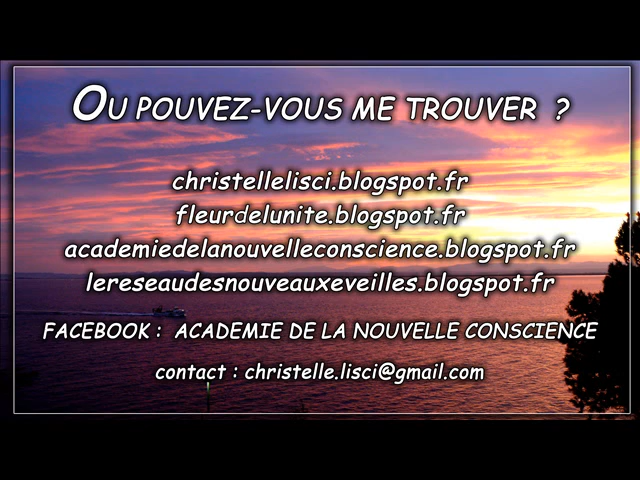 OU POUVEZ-VOUS ME TROUVER ?
christellelisci.blogspot.fr
fleurdelunite.blogspot.fr
academiedelanouvelleconscience.blogspot.fr
lereseaudesnouveauxeveilles.blogspot.fr
FACEBOOK : ACADEMIE DE LA NOUVELLE CONSCIENCE
contact : christelle.lisci@gmail.com